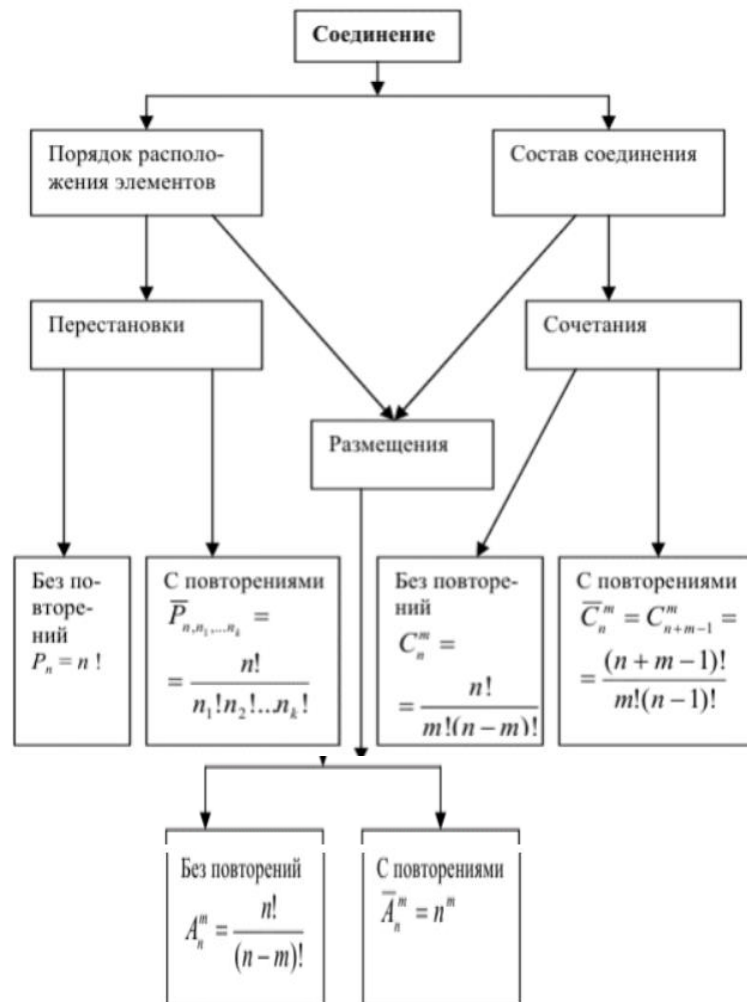 Соединение
Порядок располо-
жения элементов
Состав соединения
Перестановки
Сочетания
Размещения
Без по-
вторе-
ний
P_n = n !
С повторениями
P̅_{n,n_1,...n_k} =
= n! / (n_1!n_2!...n_k!)
Без повторе-
ний
C_n^m =
= n! / (m!(n − m)!)
С повторениями
C̅_n^m = C_{n+m−1}^m =
= (n + m − 1)! / (m!(n − 1)!)
Без повторений
A_n^m = n! / (n − m)!
С повторениями
A̅_n^m = n^m